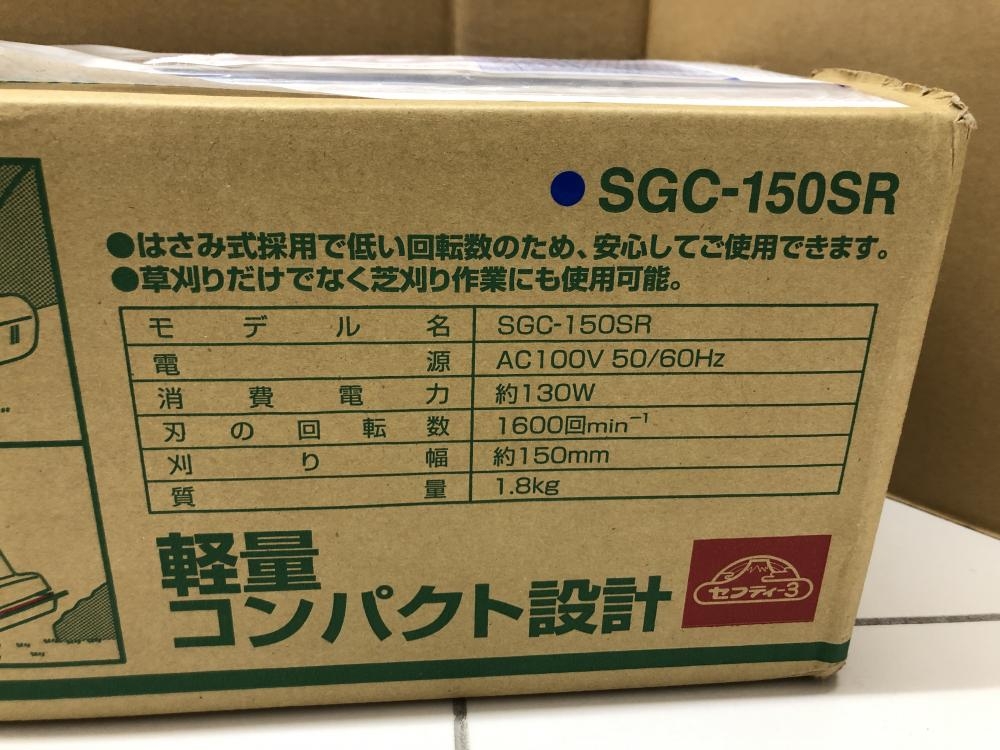 ●SGC-150SR
●はさみ式採用で低い回転数のため、安心してご使用できます。
●草刈りだけでなく芝刈り作業にも使用可能。
モデル名 SGC-150SR
電源 AC100V 50/60Hz
消費電力 約130W
刃の回転数 1600回min⁻¹
刈り幅 約150mm
質量 1.8kg
軽量
コンパクト設計
セフティー3